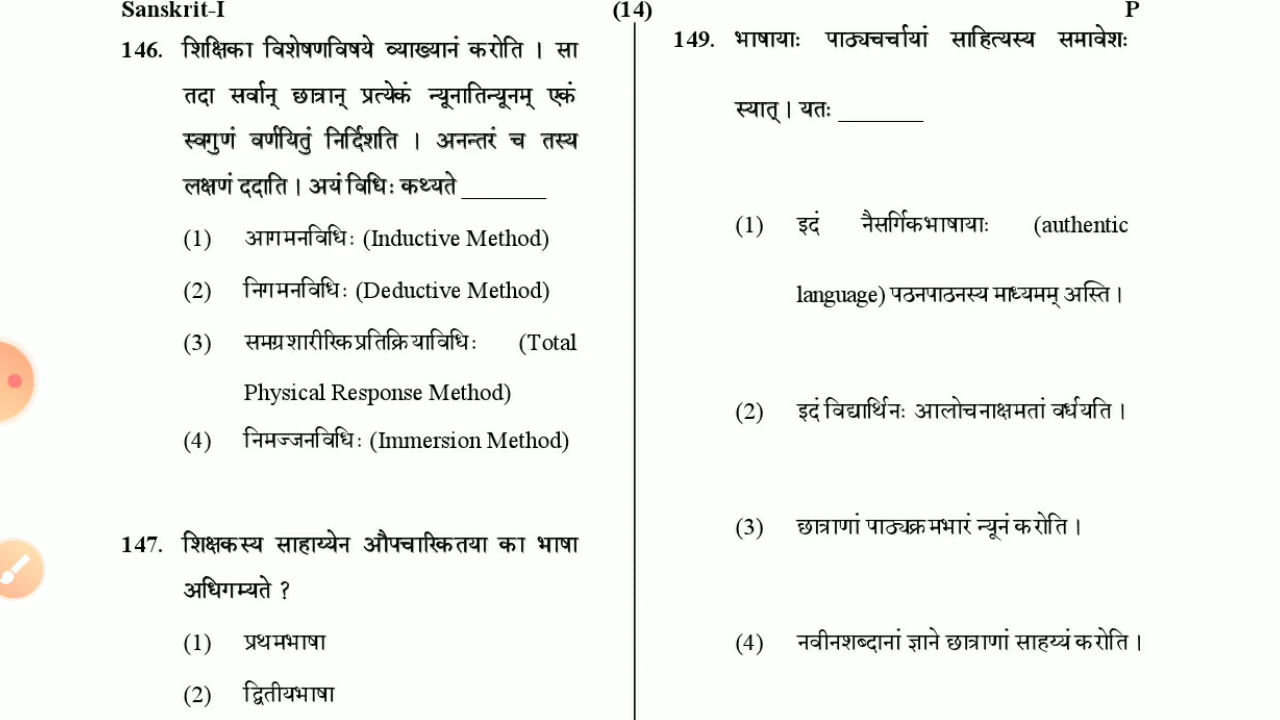 Sanskrit-I (14) P
146. शिक्षिका विशेषणविषये व्याख्यानं करोति । सा
तदा सर्वान् छात्रान् प्रत्येकं न्यूनातिन्यूनम् एकं
स्वगुणं वर्णयितुं निर्दिशति । अनन्तरं च तस्य
लक्षणं ददाति । अयं विधिः कथ्यते _______
(1) आगमनविधिः (Inductive Method)
(2) निगमनविधिः (Deductive Method)
(3) समग्रशारीरिकप्रतिक्रियाविधिः (Total
Physical Response Method)
(4) निमज्जनविधिः (Immersion Method)
147. शिक्षकस्य साहाय्येन औपचारिकतया का भाषा
अधिगम्यते ?
(1) प्रथमभाषा
(2) द्वितीयभाषा
149. भाषायाः पाठ्यचर्चायां साहित्यस्य समावेशः
स्यात् । यतः _______
(1) इदं नैसर्गिकभाषायाः (authentic
language) पठनपाठनस्य माध्यमम् अस्ति ।
(2) इदं विद्यार्थिनः आलोचनाक्षमतां वर्धयति ।
(3) छात्राणां पाठ्यक्रमभारं न्यूनं करोति ।
(4) नवीनशब्दानां ज्ञाने छात्राणां साहय्यं करोति ।